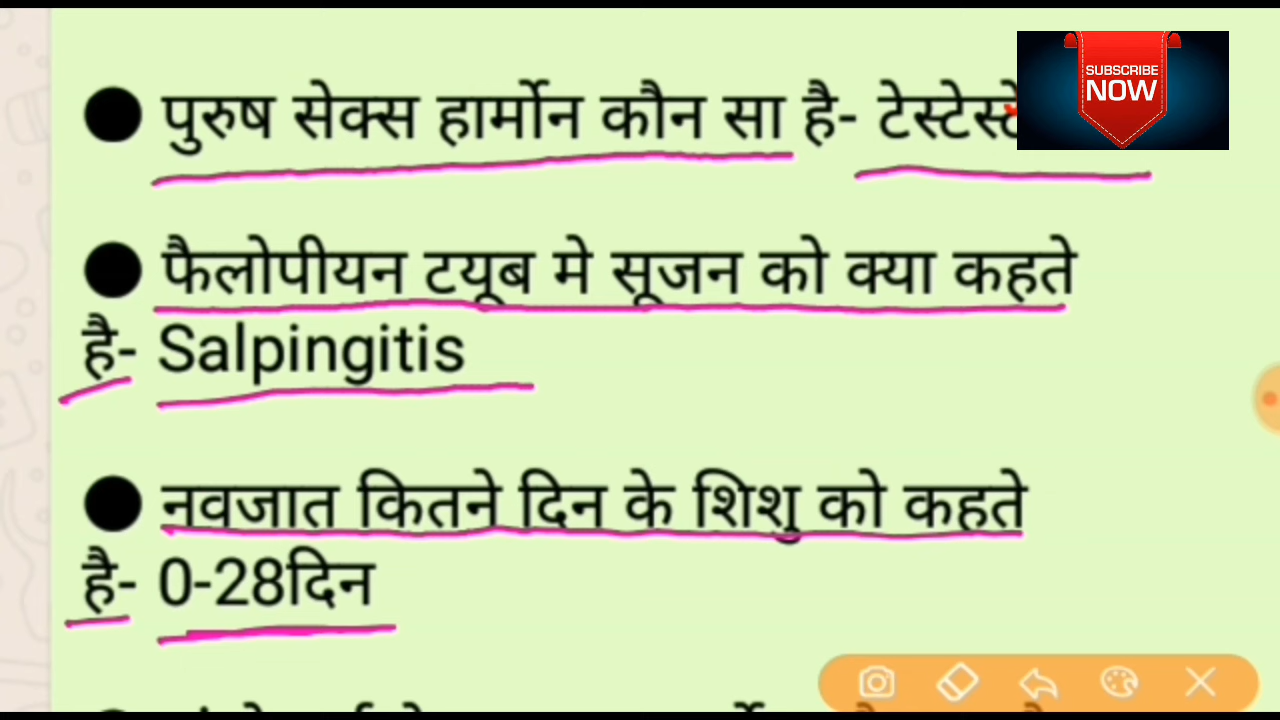 ● पुरुष सेक्स हार्मोन कौन सा है-
SUBSCRIBE
NOW
● फैलोपीयन टयूब मे सूजन को क्या कहते
है- Salpingitis
● नवजात कितने दिन के शिशु को कहते
है- 0-28दिन